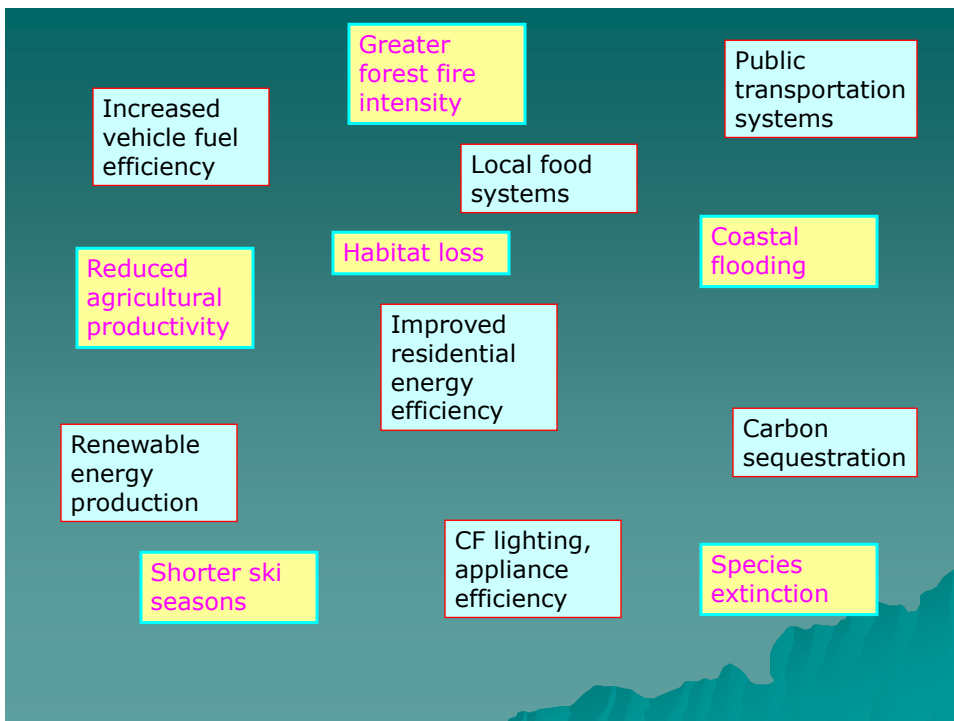 Greater
forest fire
intensity
Public
transportation
systems
Increased
vehicle fuel
efficiency
Local food
systems
Habitat loss
Coastal
flooding
Reduced
agricultural
productivity
Improved
residential
energy
efficiency
Renewable
energy
production
Carbon
sequestration
CF lighting,
appliance
efficiency
Shorter ski
seasons
Species
extinction